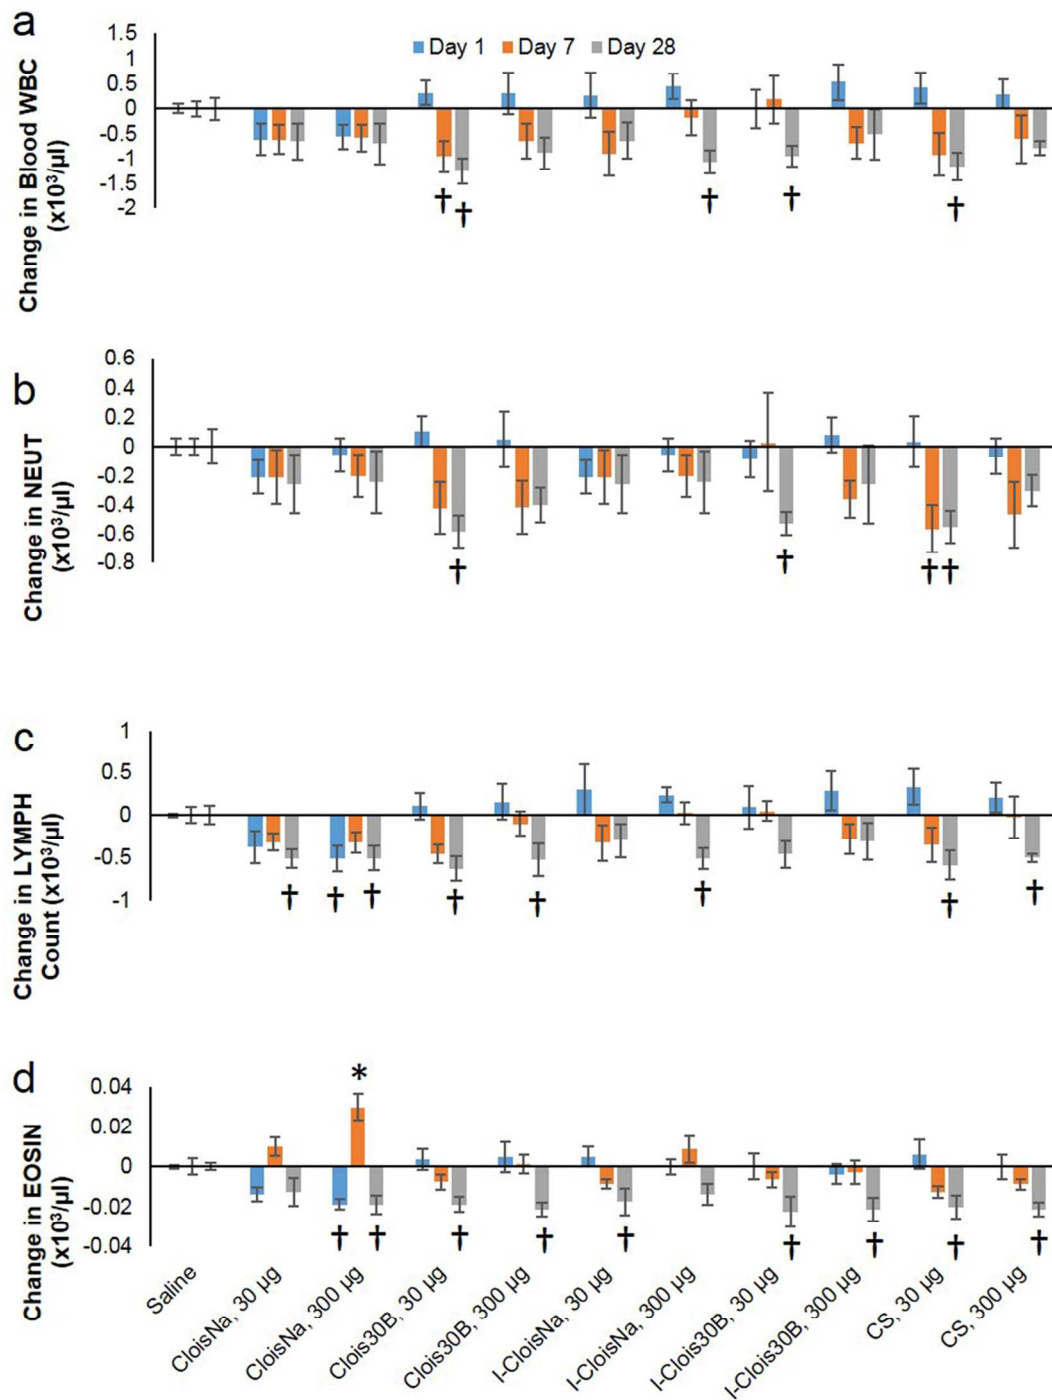 a
Change in Blood WBC
(x10³/µl)
1.5
1
0.5
0
-0.5
-1
-1.5
-2
Day 1 Day 7 Day 28
† † † † †
b
Change in NEUT
(x10³/µl)
0.6
0.4
0.2
0
-0.2
-0.4
-0.6
-0.8
† † † †
c
Change in LYMPH
Count (x10³/µl)
1
0.5
0
-0.5
-1
† † † † † † † †
d
Change in EOSIN
(x10³/µl)
0.04
0.02
0
-0.02
-0.04
*
† † † † † † † † †
Saline
CloisNa, 30 µg
CloisNa, 300 µg
Clois30B, 30 µg
Clois30B, 300 µg
I-CloisNa, 30 µg
I-CloisNa, 300 µg
I-Clois30B, 30 µg
I-Clois30B, 300 µg
CS, 30 µg
CS, 300 µg